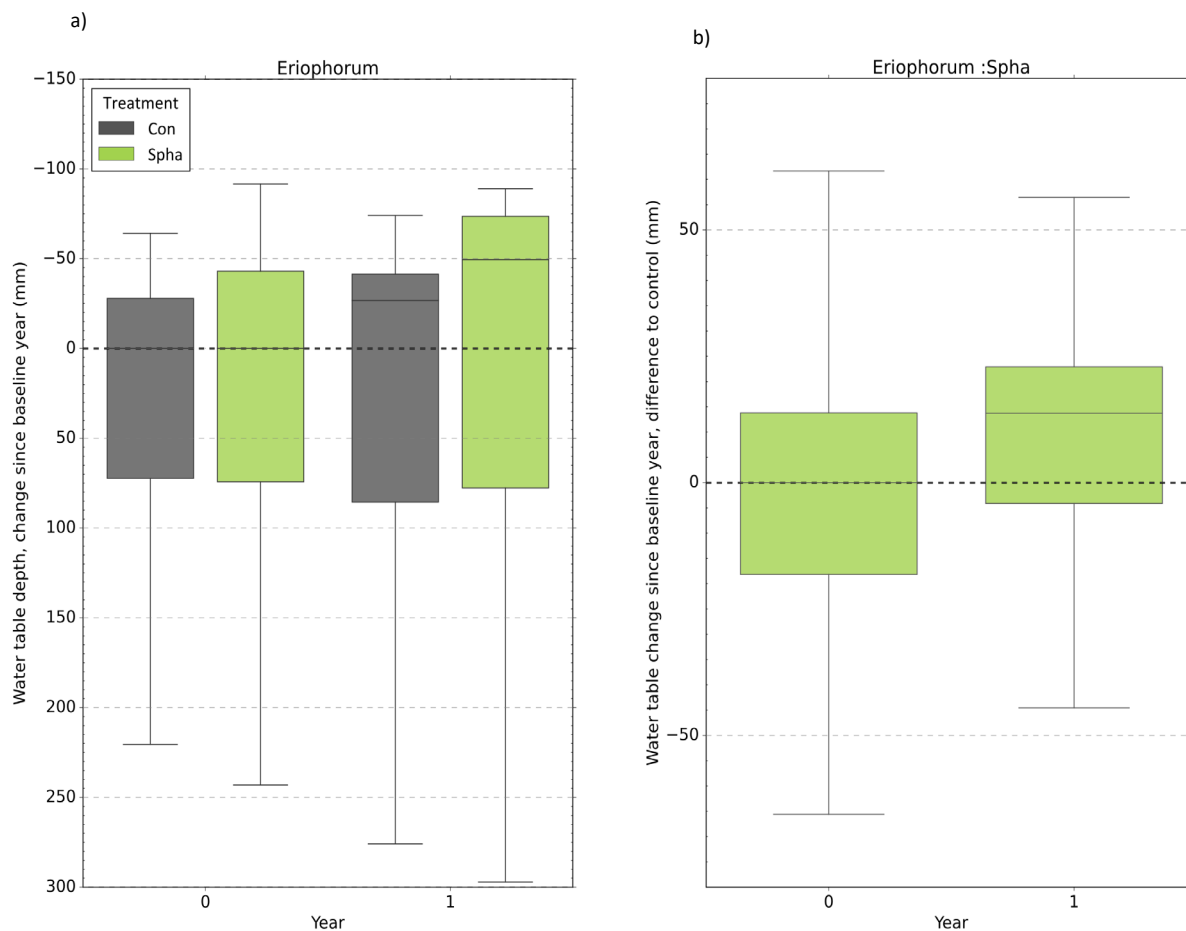 a)
Eriophorum
Treatment
Con
Spha
−150
−100
−50
0
50
100
150
200
250
300
Water table depth, change since baseline year (mm)
0
1
Year
b)
Eriophorum :Spha
50
0
−50
Water table change since baseline year, difference to control (mm)
0
1
Year